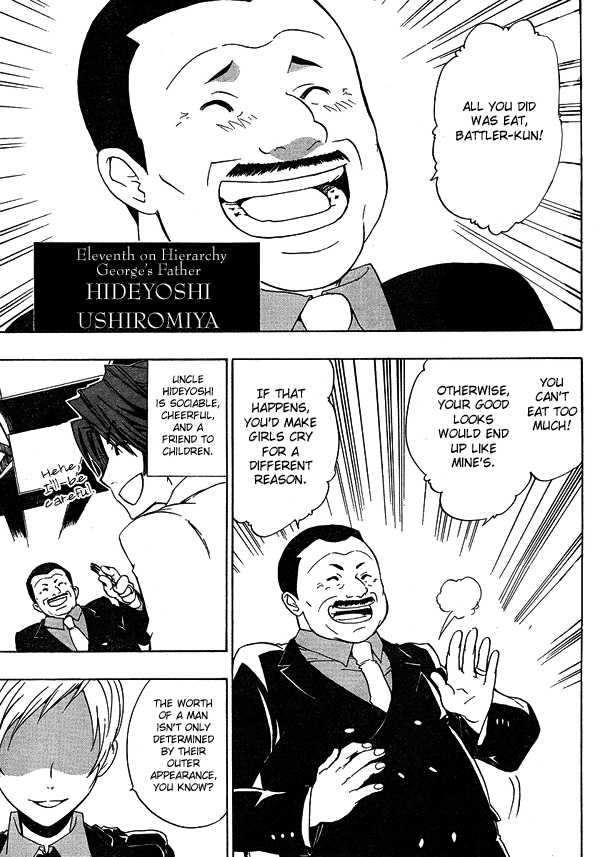 ALL YOU DID
WAS EAT,
BATTLER-KUN!
Eleventh on Hierarchy
George's Father
HIDEYOSHI
USHIROMIYA
YOU
CAN'T
EAT TOO
MUCH!
OTHERWISE,
YOUR GOOD
LOOKS
WOULD END
UP LIKE
MINE'S.
IF THAT
HAPPENS,
YOU'D MAKE
GIRLS CRY
FOR A
DIFFERENT
REASON.
UNCLE
HIDEYOSHI
IS SOCIABLE,
CHEERFUL,
AND A
FRIEND TO
CHILDREN.
Hehe,
I'll be
careful.
THE WORTH
OF A MAN
ISN'T ONLY
DETERMINED
BY THEIR
OUTER
APPEARANCE,
YOU KNOW?